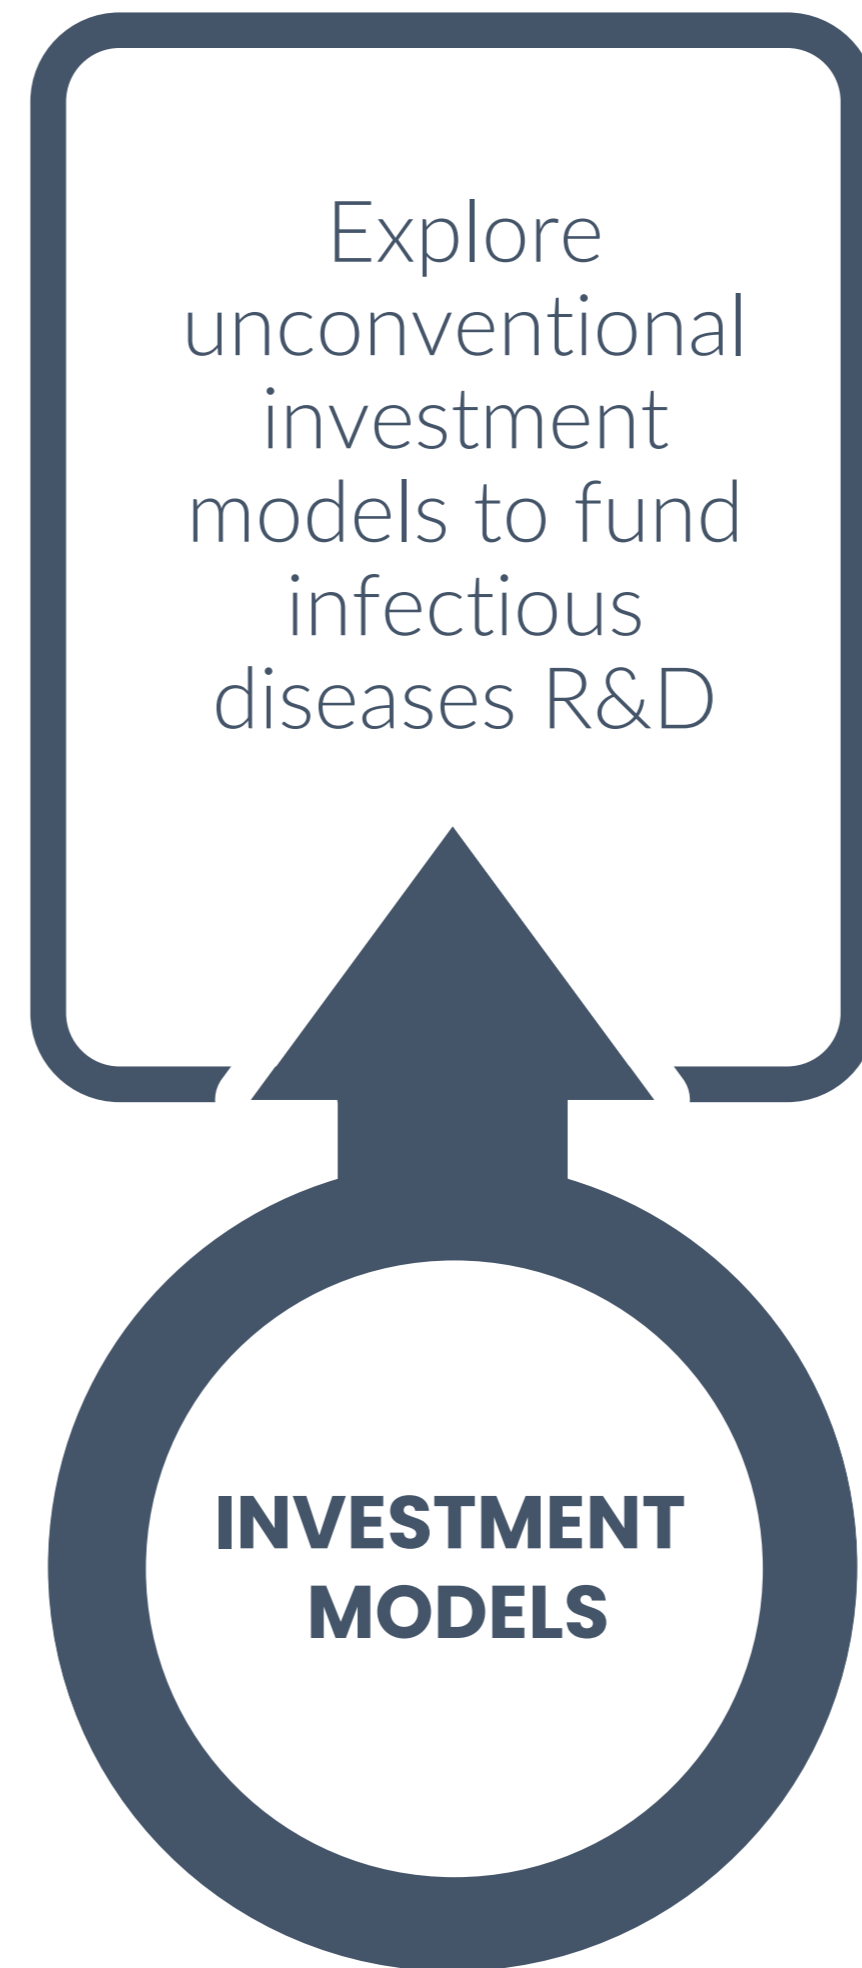 Explore
unconventional
investment
models to fund
infectious
diseases R&D
INVESTMENT
MODELS